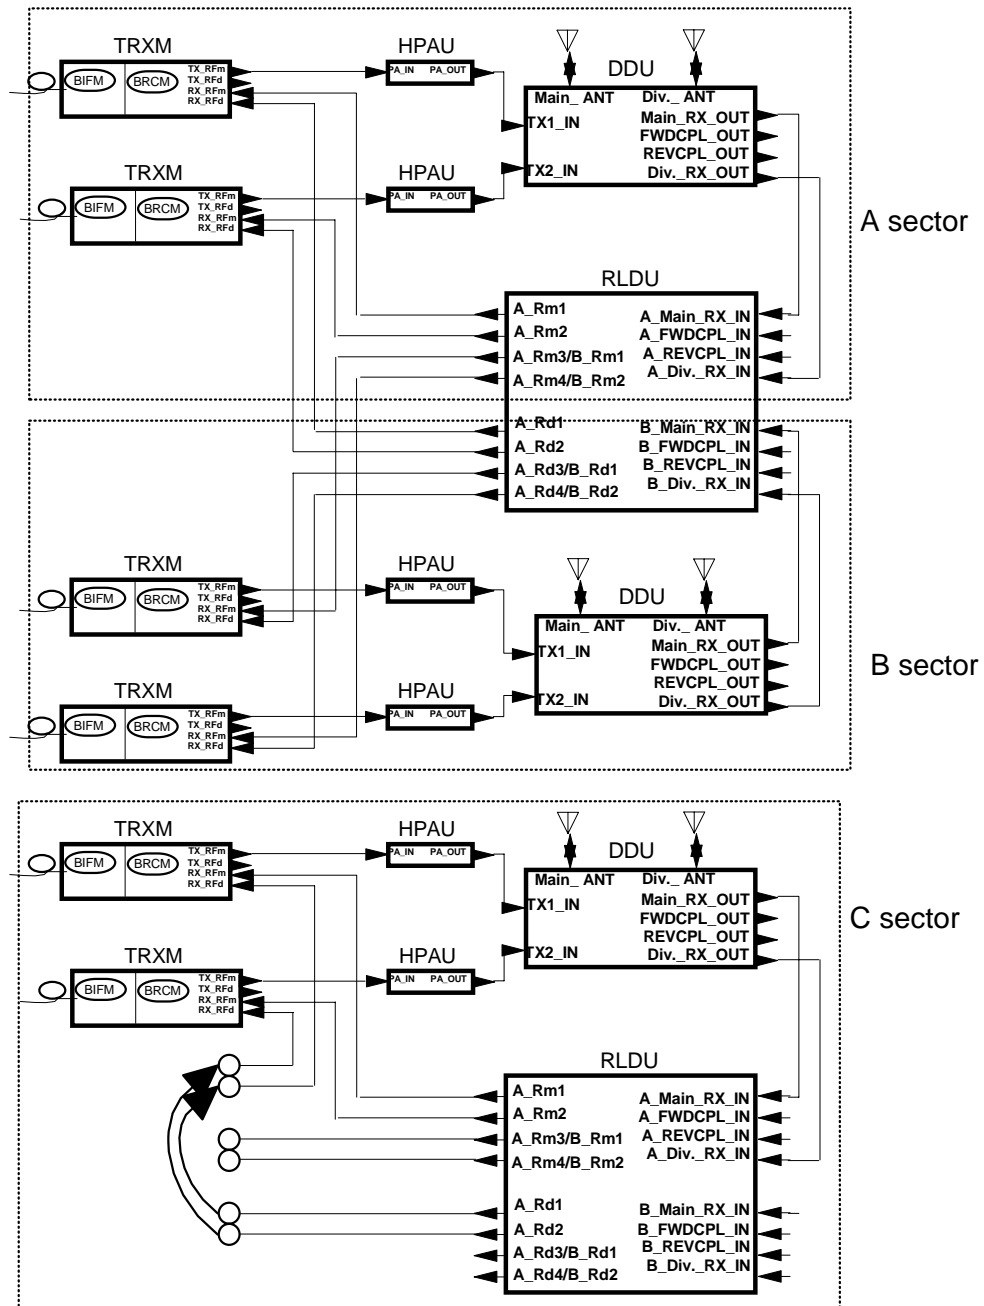 TRXM
HPAU
DDU
BIFM
BRCM
TX_RFm
TX_RFd
RX_RFm
RX_RFd
PA_IN PA_OUT
Main_ ANT Div._ ANT
Main_RX_OUT
TX1_IN
FWDCPL_OUT
REVCPL_OUT
TX2_IN
Div._RX_OUT
TRXM
HPAU
BIFM
BRCM
TX_RFm
TX_RFd
RX_RFm
RX_RFd
PA_IN PA_OUT
A sector
RLDU
A_Rm1
A_Main_RX_IN
A_Rm2
A_FWDCPL_IN
A_Rm3/B_Rm1
A_REVCPL_IN
A_Rm4/B_Rm2
A_Div._RX_IN
A_Rd1
B_Main_RX_IN
A_Rd2
B_FWDCPL_IN
A_Rd3/B_Rd1
B_REVCPL_IN
A_Rd4/B_Rd2
B_Div._RX_IN
TRXM
HPAU
DDU
BIFM
BRCM
TX_RFm
TX_RFd
RX_RFm
RX_RFd
PA_IN PA_OUT
Main_ ANT Div._ ANT
Main_RX_OUT
TX1_IN
FWDCPL_OUT
REVCPL_OUT
TX2_IN
Div._RX_OUT
B sector
TRXM
HPAU
BIFM
BRCM
TX_RFm
TX_RFd
RX_RFm
RX_RFd
PA_IN PA_OUT
TRXM
HPAU
DDU
BIFM
BRCM
TX_RFm
TX_RFd
RX_RFm
RX_RFd
PA_IN PA_OUT
Main_ ANT Div._ ANT
Main_RX_OUT
TX1_IN
FWDCPL_OUT
REVCPL_OUT
TX2_IN
Div._RX_OUT
C sector
TRXM
HPAU
BIFM
BRCM
TX_RFm
TX_RFd
RX_RFm
RX_RFd
PA_IN PA_OUT
RLDU
A_Rm1
A_Main_RX_IN
A_Rm2
A_FWDCPL_IN
A_Rm3/B_Rm1
A_REVCPL_IN
A_Rm4/B_Rm2
A_Div._RX_IN
A_Rd1
B_Main_RX_IN
A_Rd2
B_FWDCPL_IN
A_Rd3/B_Rd1
B_REVCPL_IN
A_Rd4/B_Rd2
B_Div._RX_IN